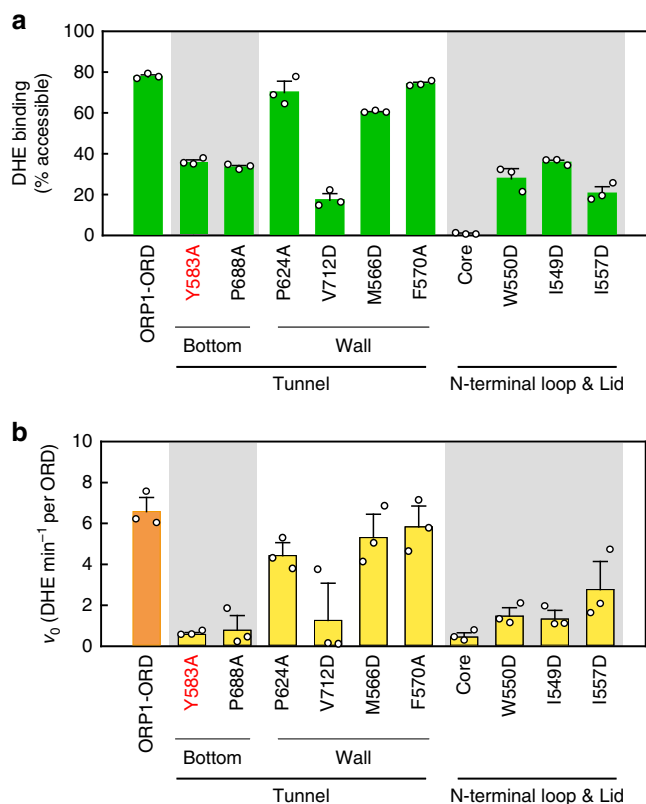 a
DHE binding
(% accessible)
100
80
60
40
20
0
ORP1-ORD
Y583A
P688A
P624A
V712D
M566D
F570A
Core
W550D
I549D
I557D
Bottom
Wall
Tunnel
N-terminal loop & Lid
b
v₀ (DHE min⁻¹ per ORD)
10
8
6
4
2
0
ORP1-ORD
Y583A
P688A
P624A
V712D
M566D
F570A
Core
W550D
I549D
I557D
Bottom
Wall
Tunnel
N-terminal loop & Lid